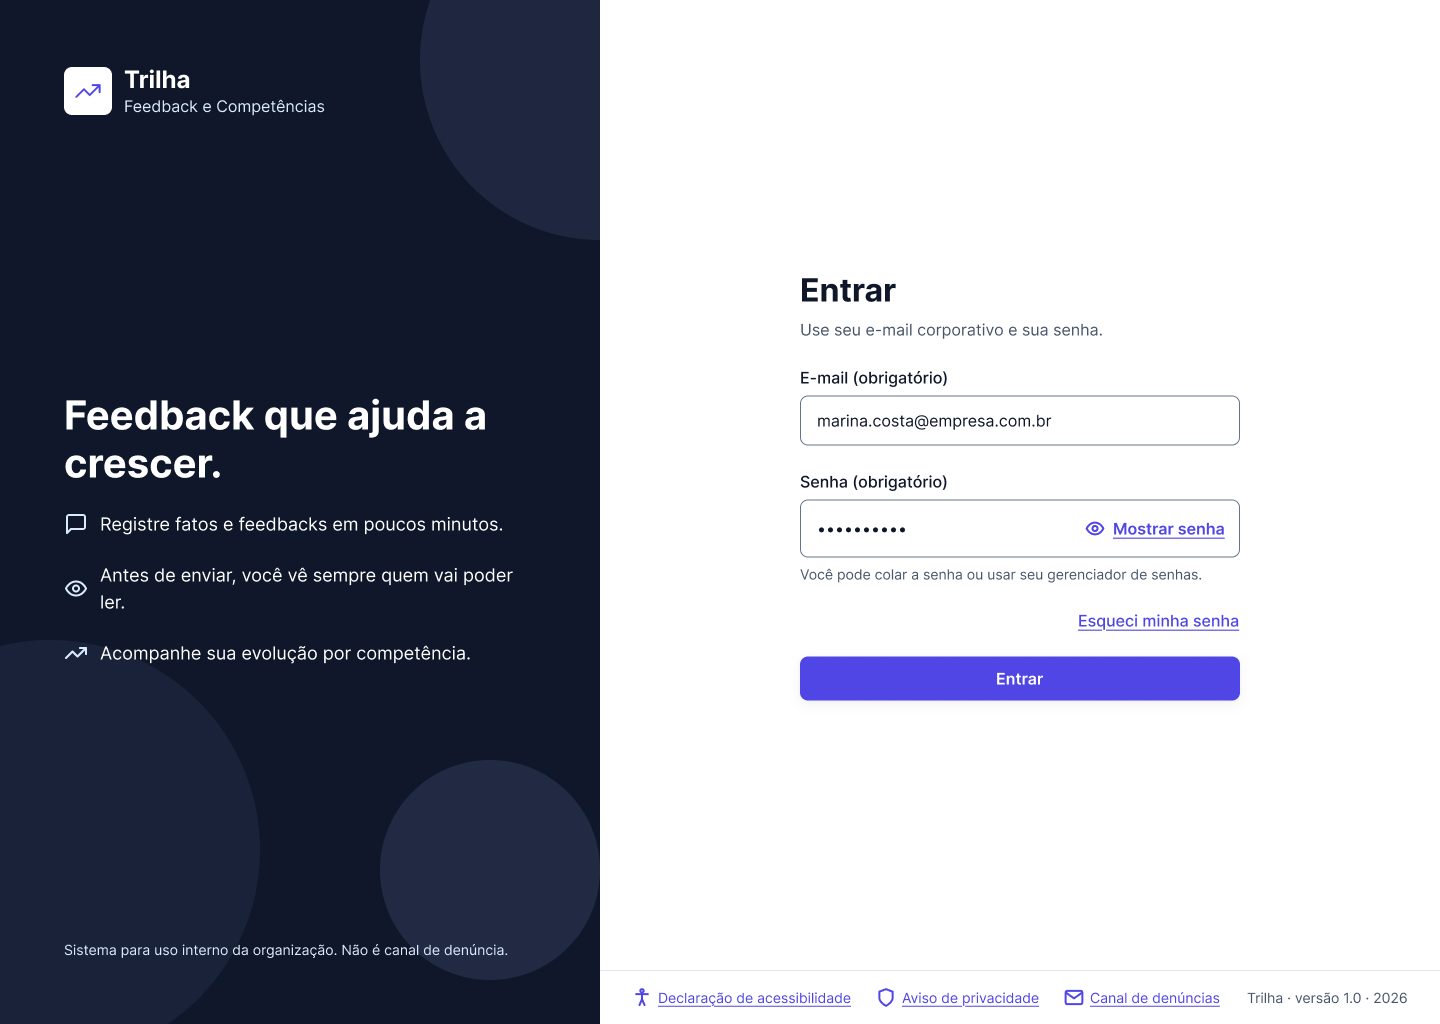 Trilha
Feedback e Competências
Feedback que ajuda a
crescer.
Registre fatos e feedbacks em poucos minutos.
Antes de enviar, você vê sempre quem vai poder
ler.
Acompanhe sua evolução por competência.
Sistema para uso interno da organização. Não é canal de denúncia.
Entrar
Use seu e-mail corporativo e sua senha.
E-mail (obrigatório)
marina.costa@empresa.com.br
Senha (obrigatório)
•••••••••• Mostrar senha
Você pode colar a senha ou usar seu gerenciador de senhas.
Esqueci minha senha
Entrar
Declaração de acessibilidade Aviso de privacidade Canal de denúncias Trilha · versão 1.0 · 2026